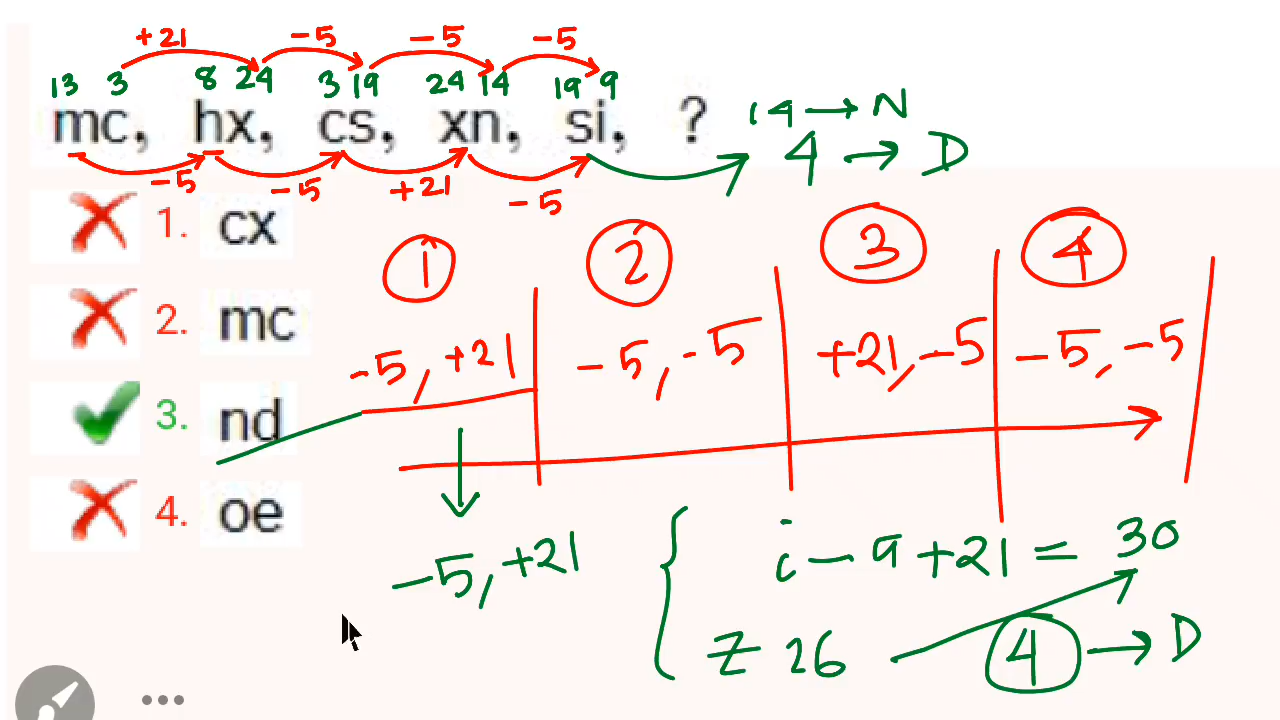 +21 -5 -5 -5
13 3 8 24 3 19 24 14 19 9
mc, hx, cs, xn, si, ?
14 → N
4 → D
-5 -5 +21 -5
1. cx
2. mc
3. nd
4. oe
1 2 3 4
-5, +21 -5, -5 +21, -5 -5, -5
-5, +21
i - 9 + 21 = 30
Z 26 4 → D